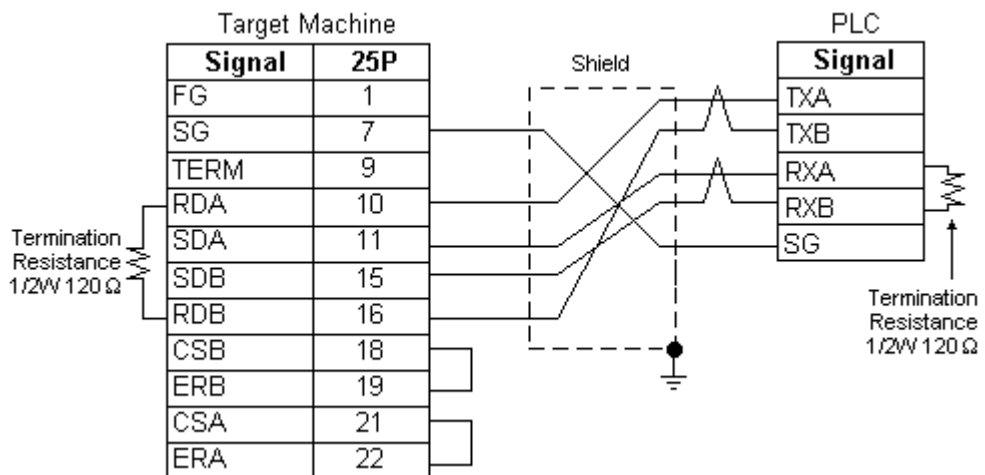 Target Machine
Signal 25P
FG 1
SG 7
TERM 9
RDA 10
SDA 11
SDB 15
RDB 16
CSB 18
ERB 19
CSA 21
ERA 22
Termination
Resistance
1/2W 120 Ω
Shield
PLC
Signal
TXA
TXB
RXA
RXB
SG
Termination
Resistance
1/2W 120 Ω